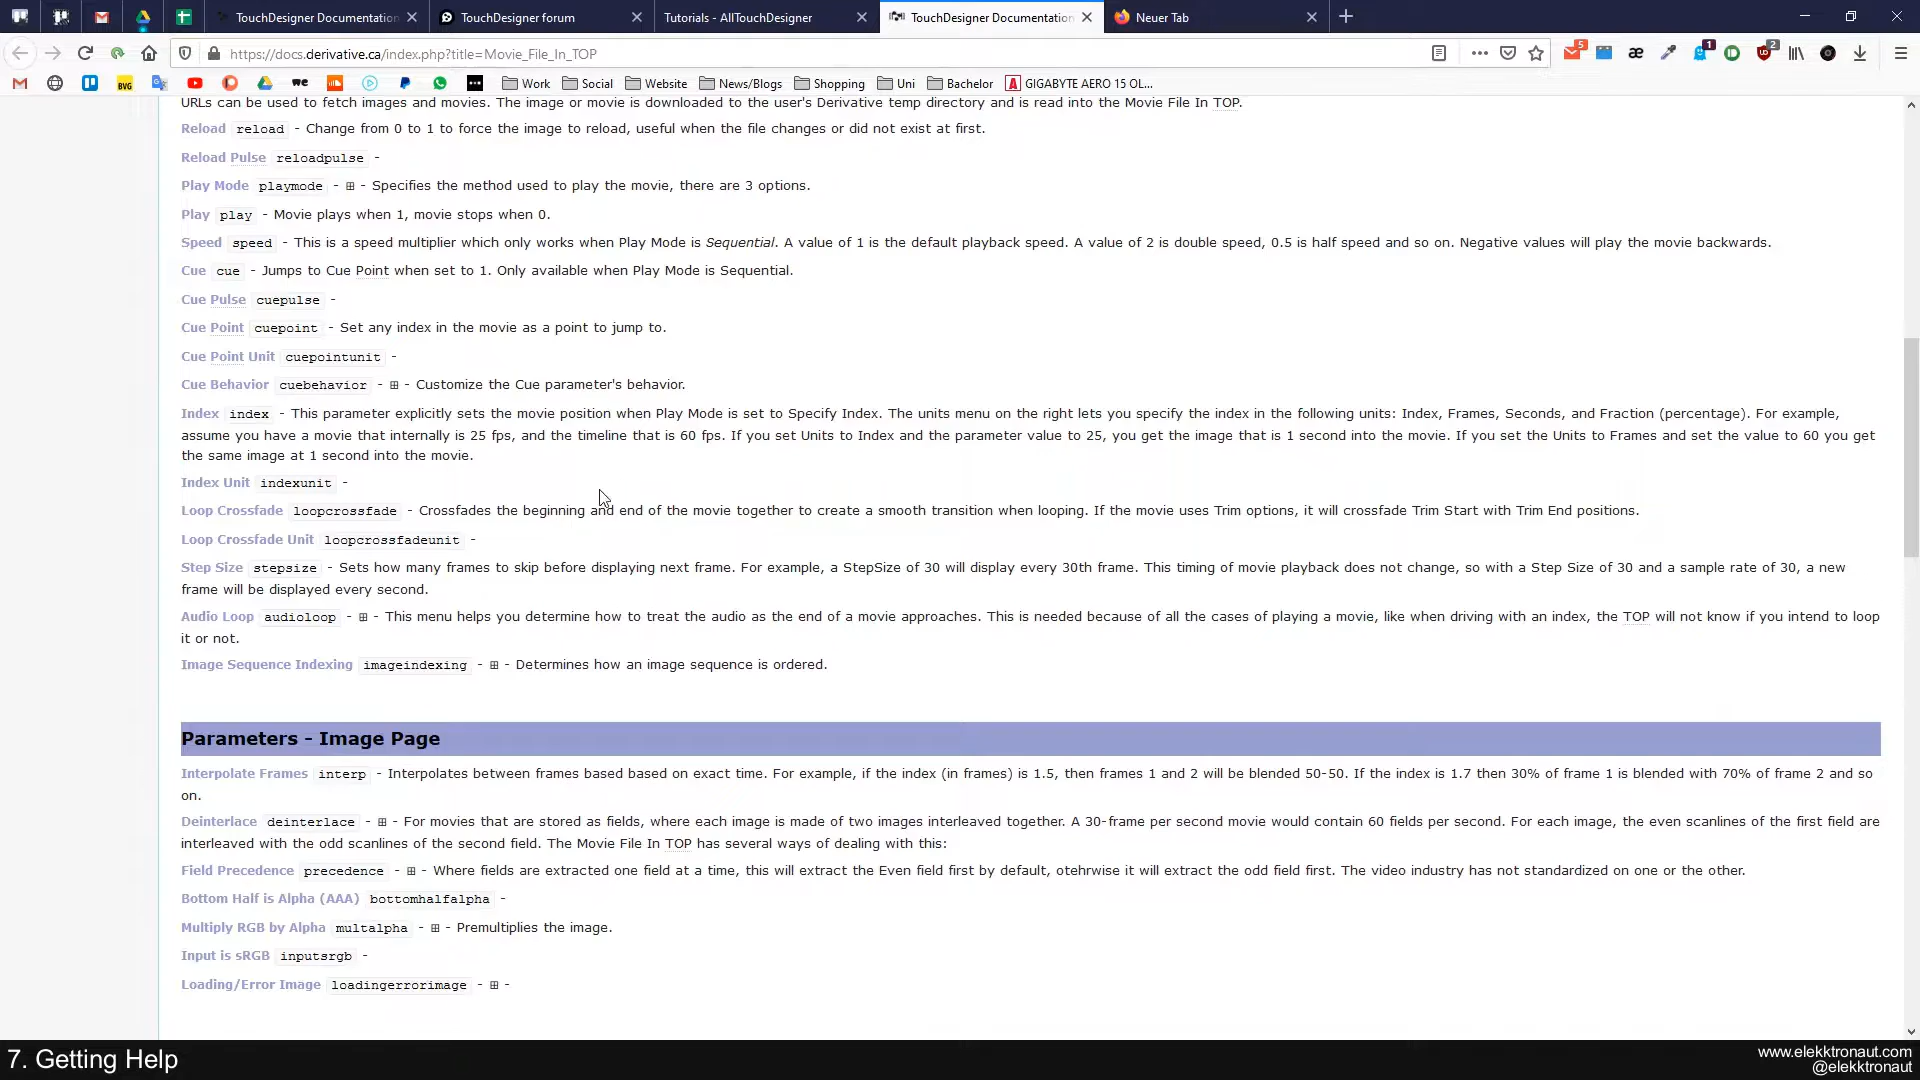 TouchDesigner Documentation
TouchDesigner forum
Tutorials - AllTouchDesigner
TouchDesigner Documentation
Neuer Tab
https://docs.derivative.ca/index.php?title=Movie_File_In_TOP
5
æ
1
2
BVG
we
Work
Social
Website
News/Blogs
Shopping
Uni
Bachelor
A GIGABYTE AERO 15 OL...
URLs can be used to fetch images and movies. The image or movie is downloaded to the user's Derivative temp directory and is read into the Movie File In TOP.
Reload reload - Change from 0 to 1 to force the image to reload, useful when the file changes or did not exist at first.
Reload Pulse reloadpulse -
Play Mode playmode - ⊞ - Specifies the method used to play the movie, there are 3 options.
Play play - Movie plays when 1, movie stops when 0.
Speed speed - This is a speed multiplier which only works when Play Mode is Sequential. A value of 1 is the default playback speed. A value of 2 is double speed, 0.5 is half speed and so on. Negative values will play the movie backwards.
Cue cue - Jumps to Cue Point when set to 1. Only available when Play Mode is Sequential.
Cue Pulse cuepulse -
Cue Point cuepoint - Set any index in the movie as a point to jump to.
Cue Point Unit cuepointunit -
Cue Behavior cuebehavior - ⊞ - Customize the Cue parameter's behavior.
Index index - This parameter explicitly sets the movie position when Play Mode is set to Specify Index. The units menu on the right lets you specify the index in the following units: Index, Frames, Seconds, and Fraction (percentage). For example,
assume you have a movie that internally is 25 fps, and the timeline that is 60 fps. If you set Units to Index and the parameter value to 25, you get the image that is 1 second into the movie. If you set the Units to Frames and set the value to 60 you get
the same image at 1 second into the movie.
Index Unit indexunit -
Loop Crossfade loopcrossfade - Crossfades the beginning and end of the movie together to create a smooth transition when looping. If the movie uses Trim options, it will crossfade Trim Start with Trim End positions.
Loop Crossfade Unit loopcrossfadeunit -
Step Size stepsize - Sets how many frames to skip before displaying next frame. For example, a StepSize of 30 will display every 30th frame. This timing of movie playback does not change, so with a Step Size of 30 and a sample rate of 30, a new
frame will be displayed every second.
Audio Loop audioloop - ⊞ - This menu helps you determine how to treat the audio as the end of a movie approaches. This is needed because of all the cases of playing a movie, like when driving with an index, the TOP will not know if you intend to loop
it or not.
Image Sequence Indexing imageindexing - ⊞ - Determines how an image sequence is ordered.
Parameters - Image Page
Interpolate Frames interp - Interpolates between frames based based on exact time. For example, if the index (in frames) is 1.5, then frames 1 and 2 will be blended 50-50. If the index is 1.7 then 30% of frame 1 is blended with 70% of frame 2 and so
on.
Deinterlace deinterlace - ⊞ - For movies that are stored as fields, where each image is made of two images interleaved together. A 30-frame per second movie would contain 60 fields per second. For each image, the even scanlines of the first field are
interleaved with the odd scanlines of the second field. The Movie File In TOP has several ways of dealing with this:
Field Precedence precedence - ⊞ - Where fields are extracted one field at a time, this will extract the Even field first by default, otehrwise it will extract the odd field first. The video industry has not standardized on one or the other.
Bottom Half is Alpha (AAA) bottomhalfalpha -
Multiply RGB by Alpha multalpha - ⊞ - Premultiplies the image.
Input is sRGB inputsrgb -
Loading/Error Image loadingerrorimage - ⊞ -
7. Getting Help
www.elekktronaut.com
@elekktronaut